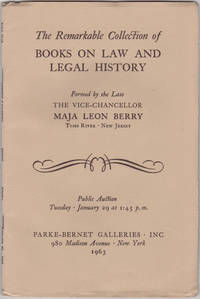 The Remarkable Collection of
BOOKS ON LAW AND
LEGAL HISTORY
Formed by the Late
THE VICE-CHANCELLOR
MAJA LEON BERRY
TOMS RIVER · NEW JERSEY
Public Auction
Tuesday · January 29 at 1:45 p.m.
PARKE-BERNET GALLERIES · INC
980 Madison Avenue · New York
1963